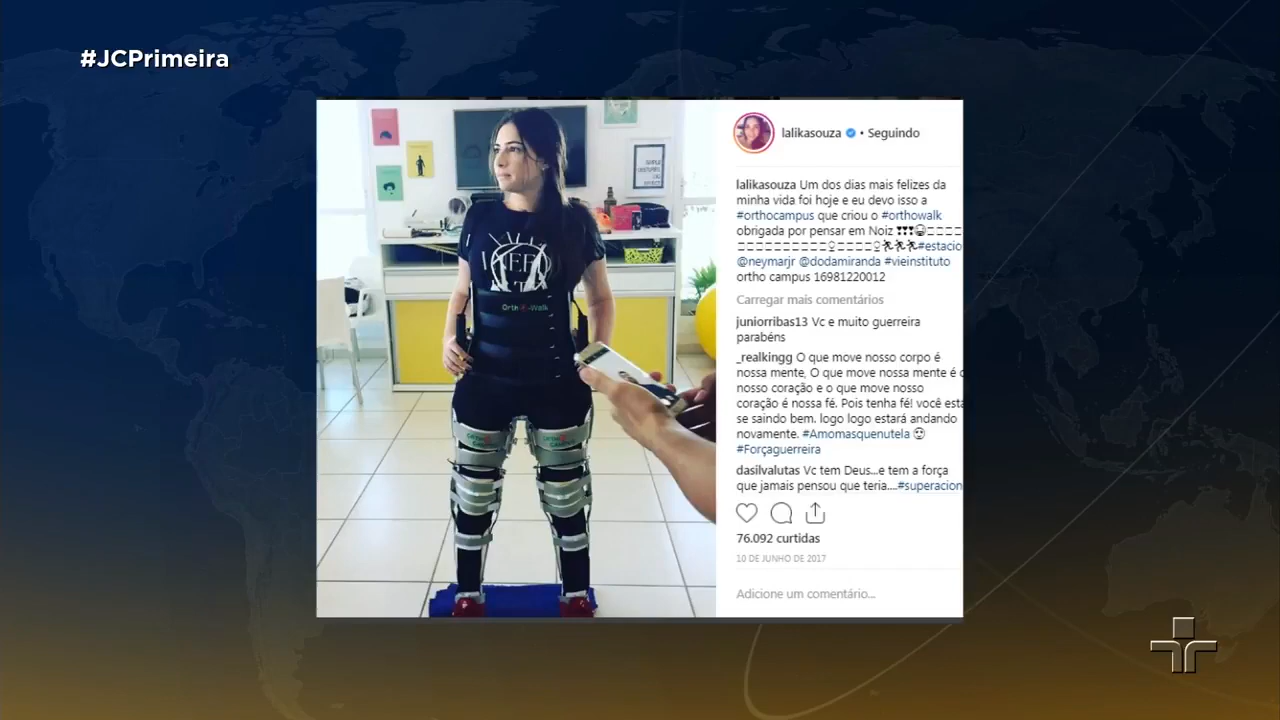 #JCPrimeira
lalikasouza • Seguindo
lalikasouza Um dos dias mais felizes da
minha vida foi hoje e eu devo isso a
#orthocampus que criou o #orthowalk
obrigada por pensar em Noiz
#estacio
@neymarjr @dodamiranda #vieinstituto
ortho campus 16981220012
Carregar mais comentários
juniorribas13 Vc e muito guerreira
parabéns
_realkingg O que move nosso corpo é
nossa mente, O que move nossa mente é o
nosso coração e o que move nosso
coração é nossa fé. Pois tenha fé! você está
se saindo bem. logo logo estará andando
novamente. #Amomasquenutela
#Forçaguerreira
dasilvalutas Vc tem Deus...e tem a força
que jamais pensou que teria....#superacion
76.092 curtidas
10 DE JUNHO DE 2017
Adicione um comentário...
LAÍS
Orth Walk